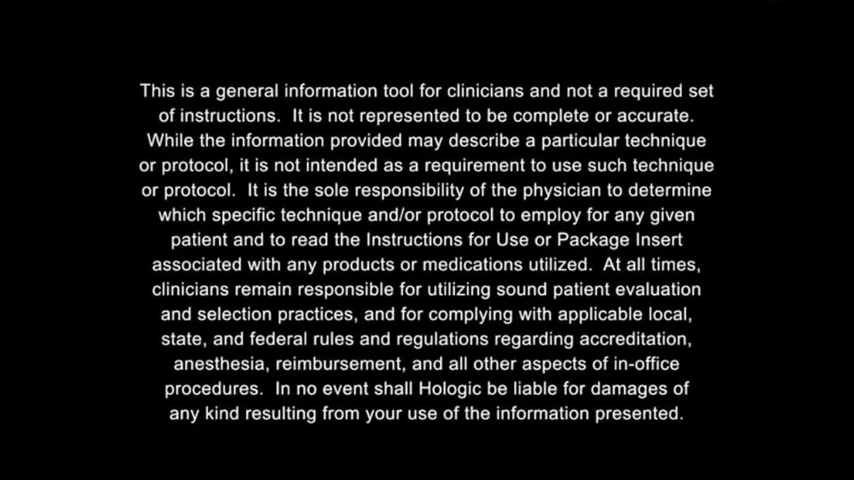 This is a general information tool for clinicians and not a required set
of instructions.  It is not represented to be complete or accurate.
While the information provided may describe a particular technique
or protocol, it is not intended as a requirement to use such technique
or protocol.  It is the sole responsibility of the physician to determine
which specific technique and/or protocol to employ for any given
patient and to read the Instructions for Use or Package Insert
associated with any products or medications utilized.  At all times,
clinicians remain responsible for utilizing sound patient evaluation
and selection practices, and for complying with applicable local,
state, and federal rules and regulations regarding accreditation,
anesthesia, reimbursement, and all other aspects of in-office
procedures.  In no event shall Hologic be liable for damages of
any kind resulting from your use of the information presented.